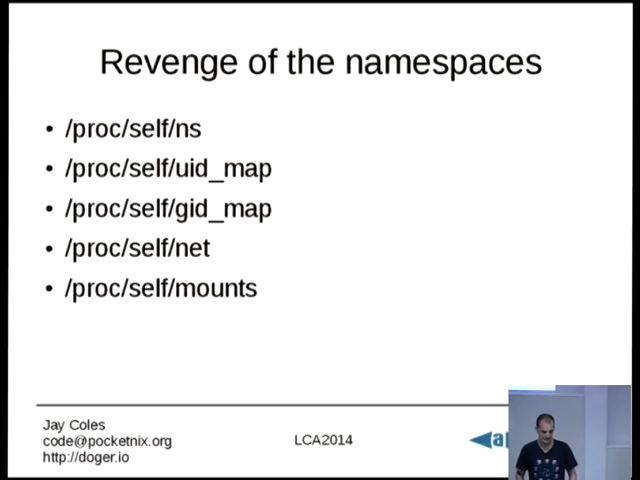 Revenge of the namespaces
• /proc/self/ns
• /proc/self/uid_map
• /proc/self/gid_map
• /proc/self/net
• /proc/self/mounts
Jay Coles
code@pocketnix.org
http://doger.io
LCA2014